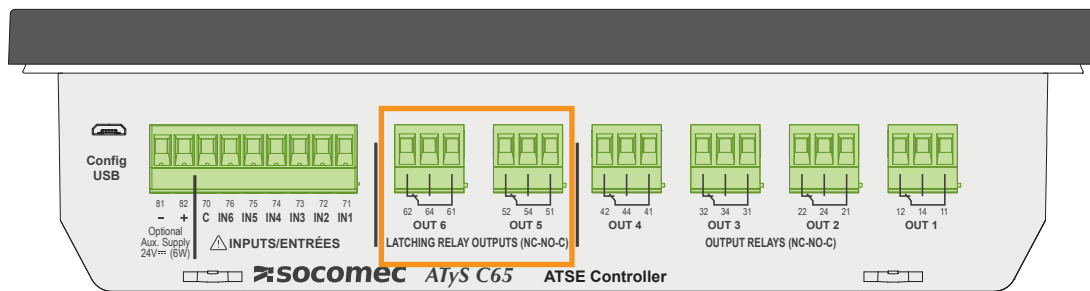 Config
USB
81 82 70 76 75 74 73 72 71
− + C IN6 IN5 IN4 IN3 IN2 IN1
Optional
Aux. Supply
24V⎓ (6W)
⚠ INPUTS/ENTRÉES
62 64 61
OUT 6
52 54 51
OUT 5
LATCHING RELAY OUTPUTS (NC-NO-C)
42 44 41
OUT 4
32 34 31
OUT 3
22 24 21
OUT 2
12 14 11
OUT 1
OUTPUT RELAYS (NC-NO-C)
socomec ATyS C65 ATSE Controller